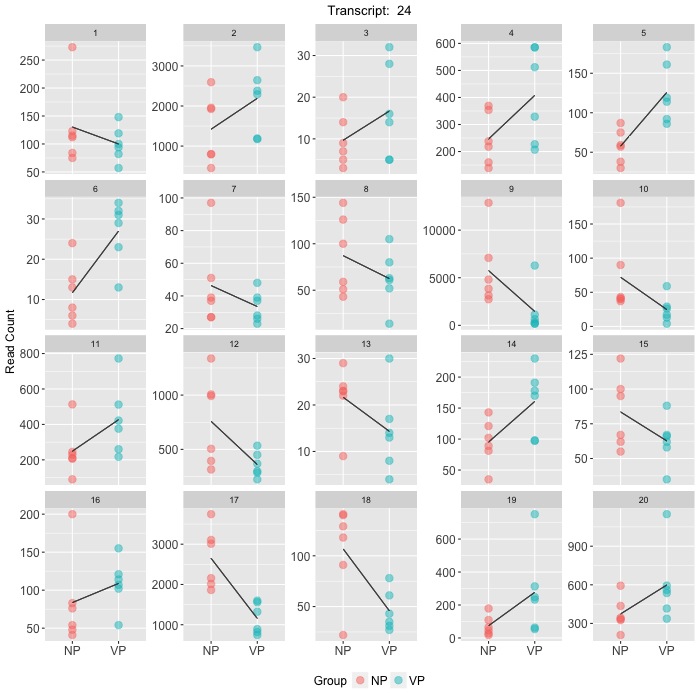 Transcript: 24
1 2 3 4 5
250 200 150 100 50
3000 2000 1000
30 20 10
600 500 400 300 200
150 100 50
6 7 8 9 10
30 20 10
100 80 60 40 20
150 100 50
10000 5000 0
150 100 50 0
Read Count
11 12 13 14 15
800 600 400 200
1000 500
30 20 10
200 150 100 50
125 100 75 50
16 17 18 19 20
200 150 100 50
3000 2000 1000
100 50
600 400 200 0
900 600 300
NP VP NP VP NP VP NP VP NP VP
Group NP VP